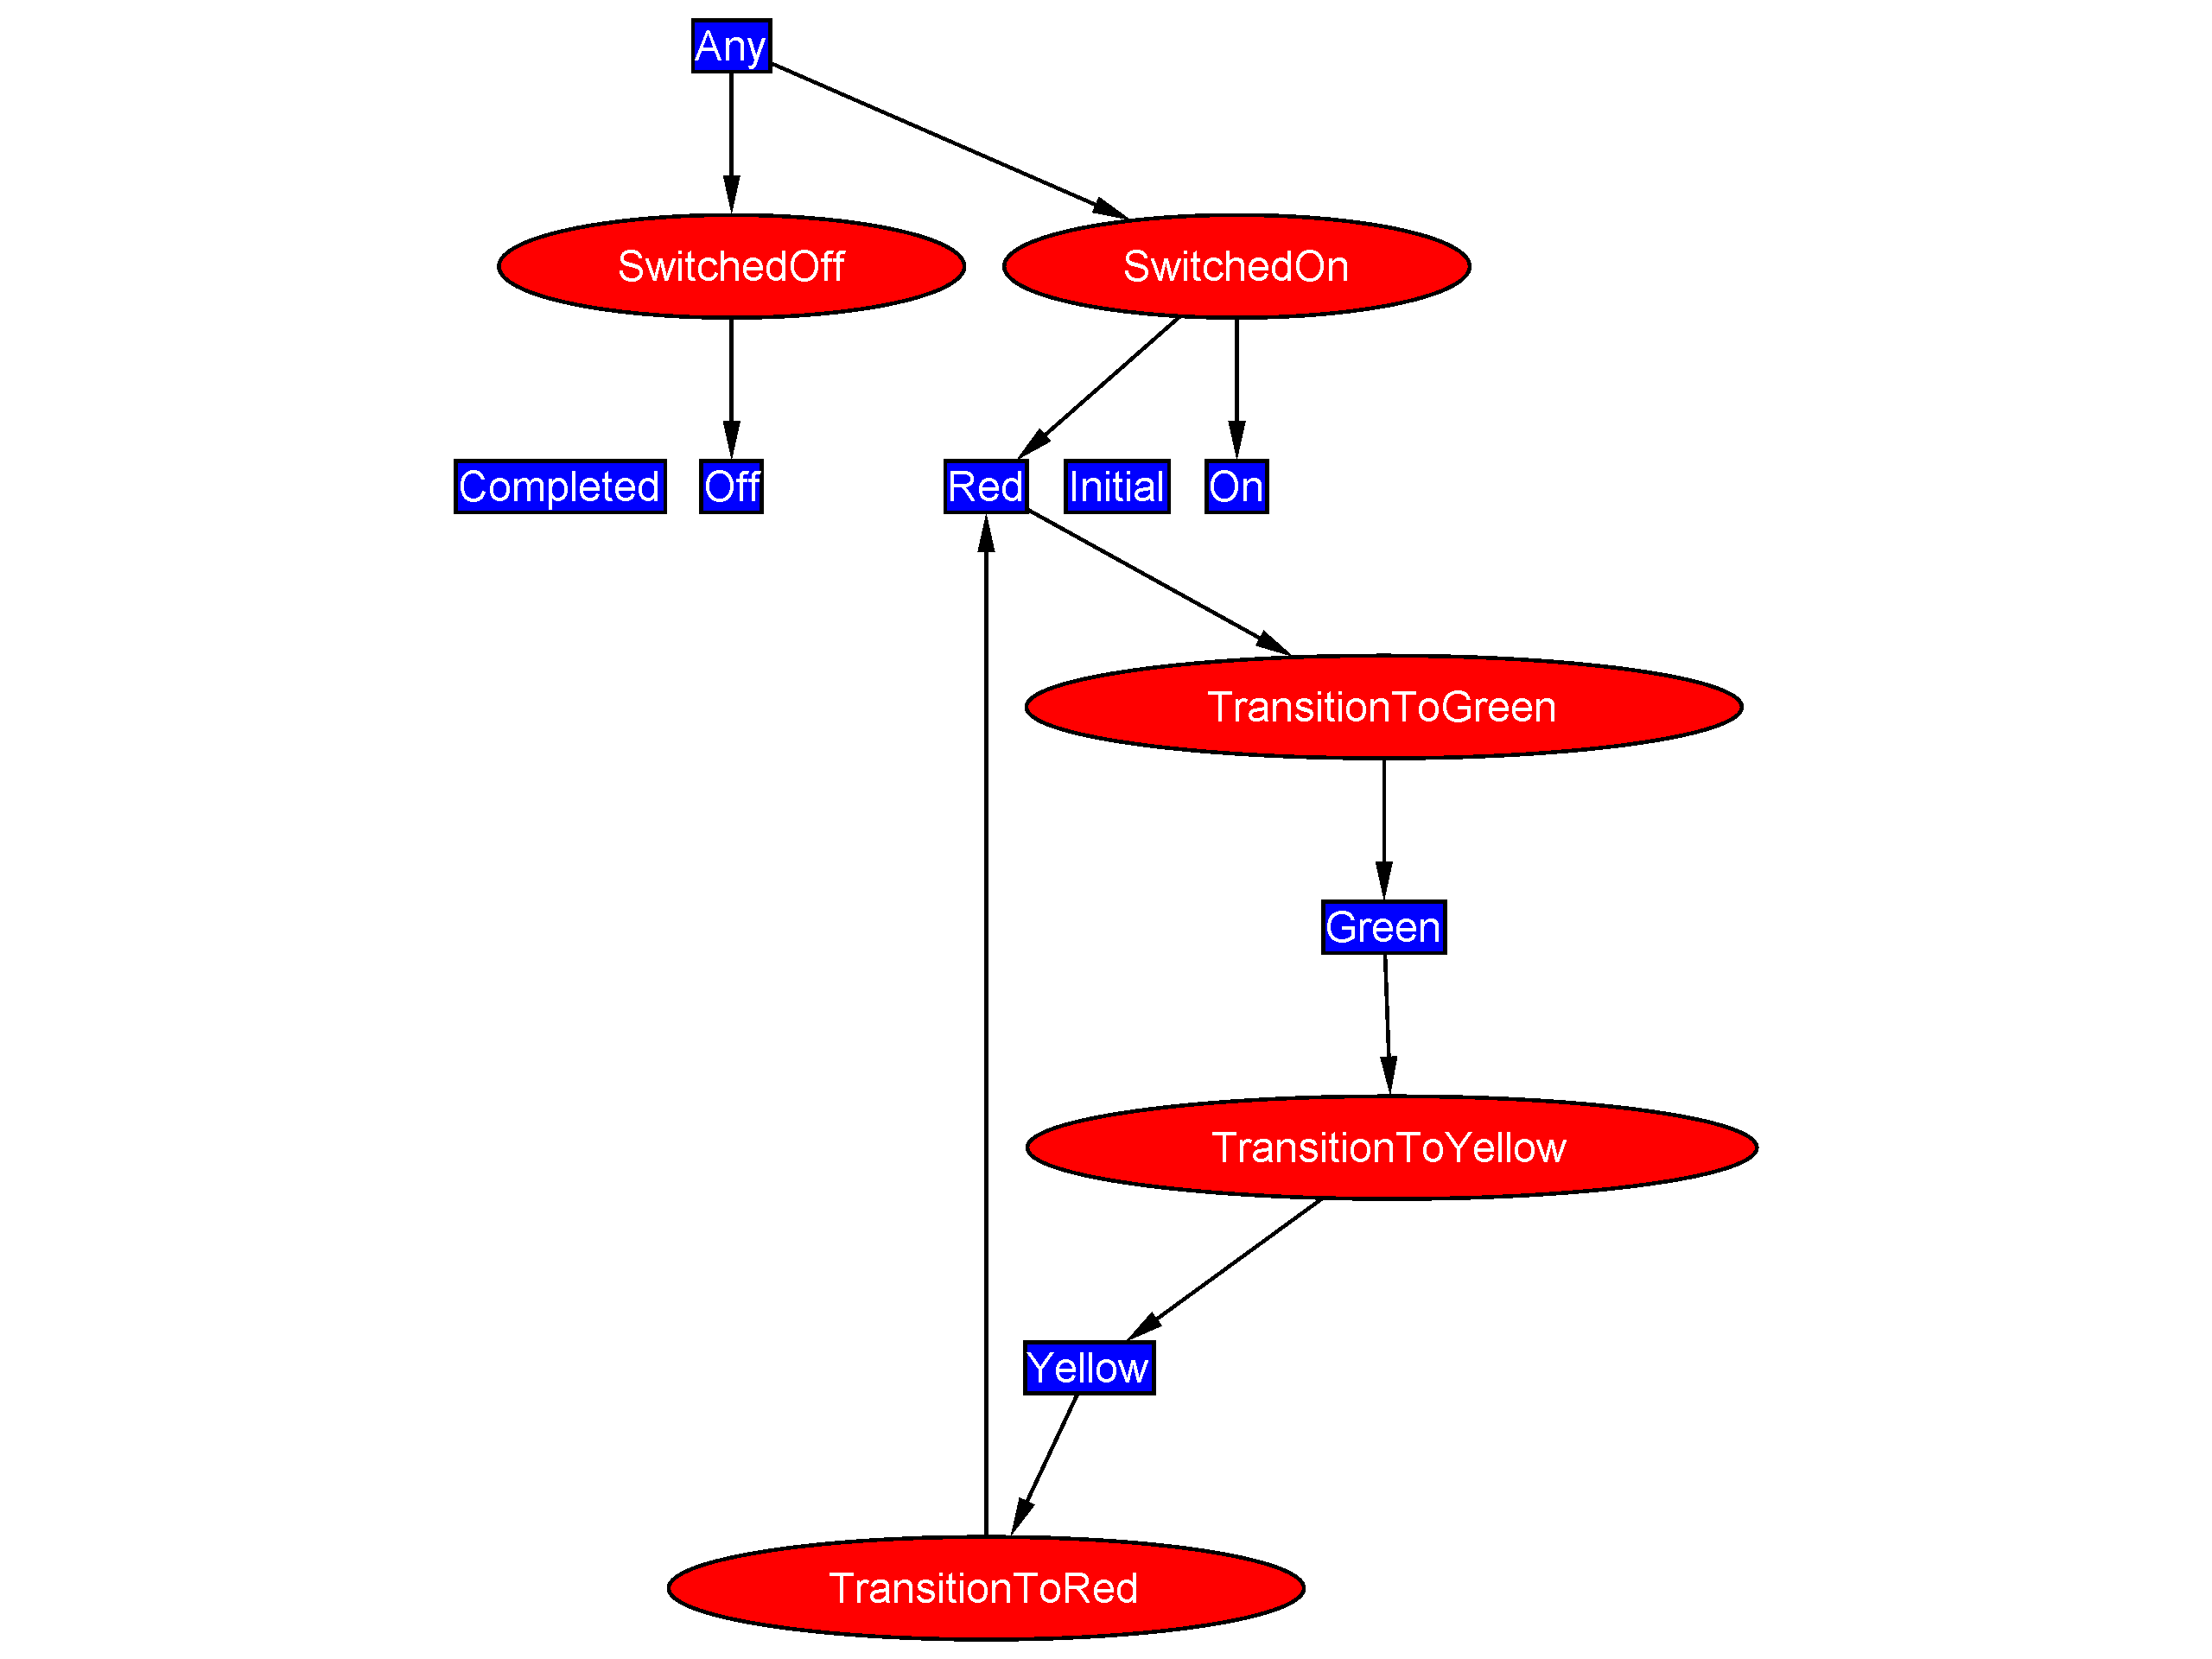 Any
SwitchedOff
SwitchedOn
Completed
Off
Red
Initial
On
TransitionToGreen
Green
TransitionToYellow
Yellow
TransitionToRed